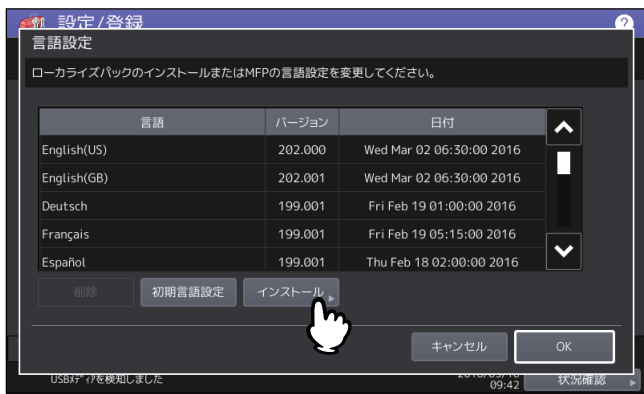 設定/登録 ?
言語設定
ローカライズパックのインストールまたはMFPの言語設定を変更してください。
言語 バージョン 日付
English(US) 202.000 Wed Mar 02 06:30:00 2016
English(GB) 202.001 Wed Mar 02 06:30:00 2016
Deutsch 199.001 Fri Feb 19 01:00:00 2016
Français 199.001 Fri Feb 19 05:15:00 2016
Español 199.001 Thu Feb 18 02:00:00 2016
削除 初期言語設定 インストール
キャンセル OK
USBﾒﾃﾞｨｱを検知しました
09:42 状況確認